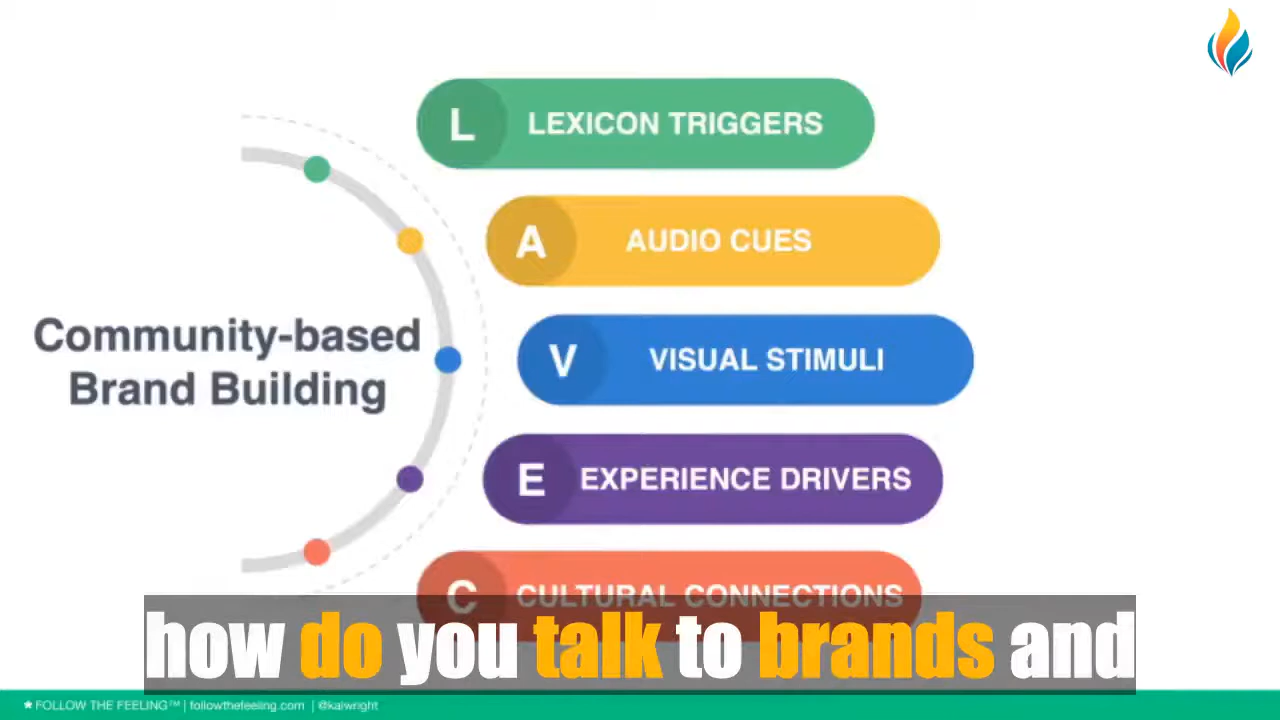 L LEXICON TRIGGERS
A AUDIO CUES
V VISUAL STIMULI
Community-based
Brand Building
E EXPERIENCE DRIVERS
C CULTURAL CONNECTIONS
how do you talk to brands and
* FOLLOW THE FEELING™ | followthefeeling.com | @kaiwright